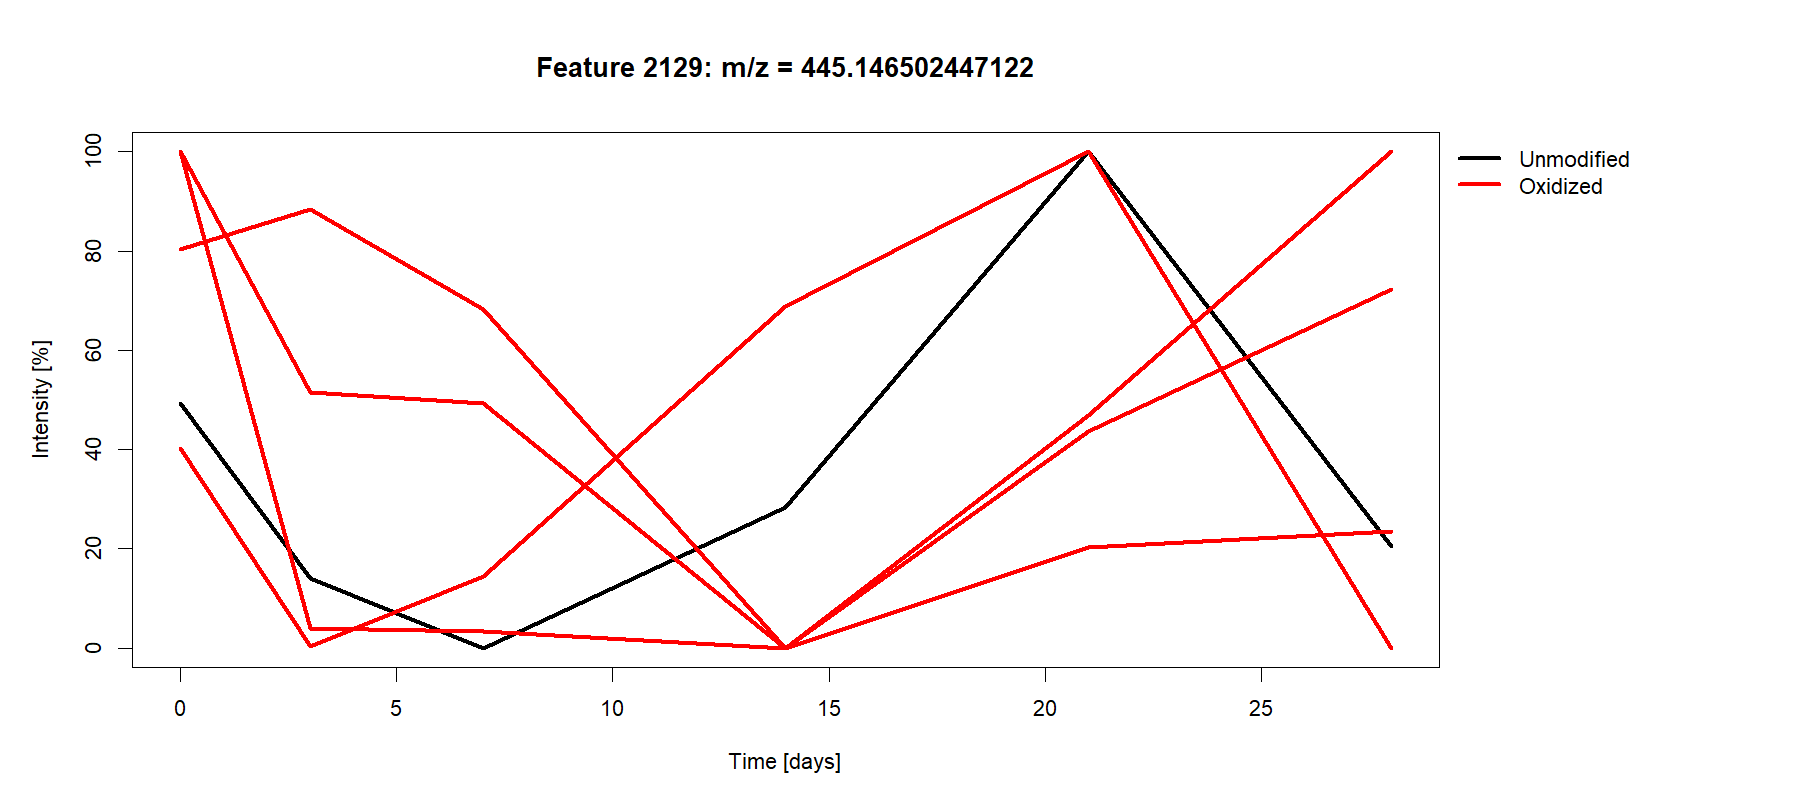 Feature 2129: m/z = 445.146502447122
Unmodified
Oxidized
Intensity [%]
100
80
60
40
20
0
0 5 10 15 20 25
Time [days]